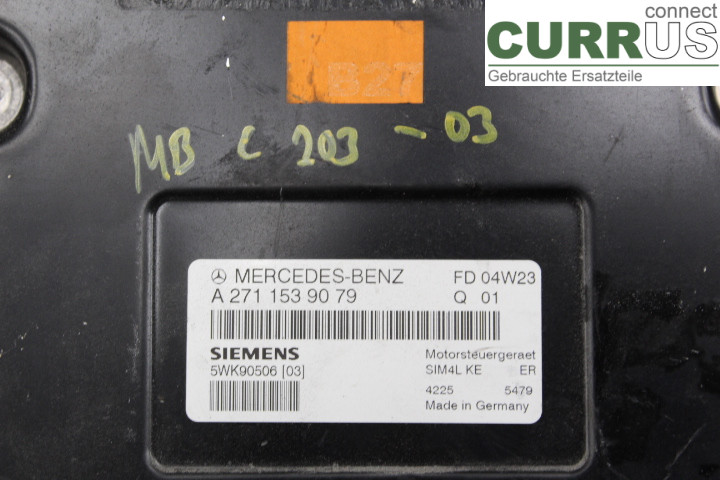 connect
CURRUS
Gebrauchte Ersatzteile
B27
MB C 203 - 03
MERCEDES-BENZ FD 04W23
A 271 153 90 79 Q 01
SIEMENS Motorsteuergeraet
5WK90506 [03] SIM4L KE ER
4225 5479
Made in Germany